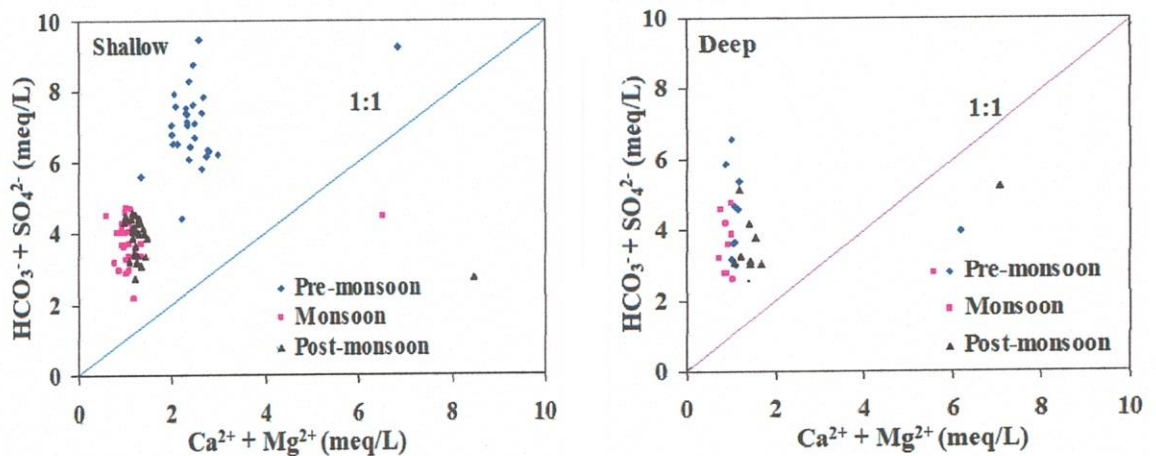 Shallow
1:1
HCO₃⁻ + SO₄²⁻ (meq/L)
10
8
6
4
2
0
Pre-monsoon
Monsoon
Post-monsoon
0 2 4 6 8 10
Ca²⁺ + Mg²⁺ (meq/L)
Deep
1:1
HCO₃⁻ + SO₄²⁻ (meq/L)
10
8
6
4
2
0
Pre-monsoon
Monsoon
Post-monsoon
0 2 4 6 8 10
Ca²⁺ + Mg²⁺ (meq/L)